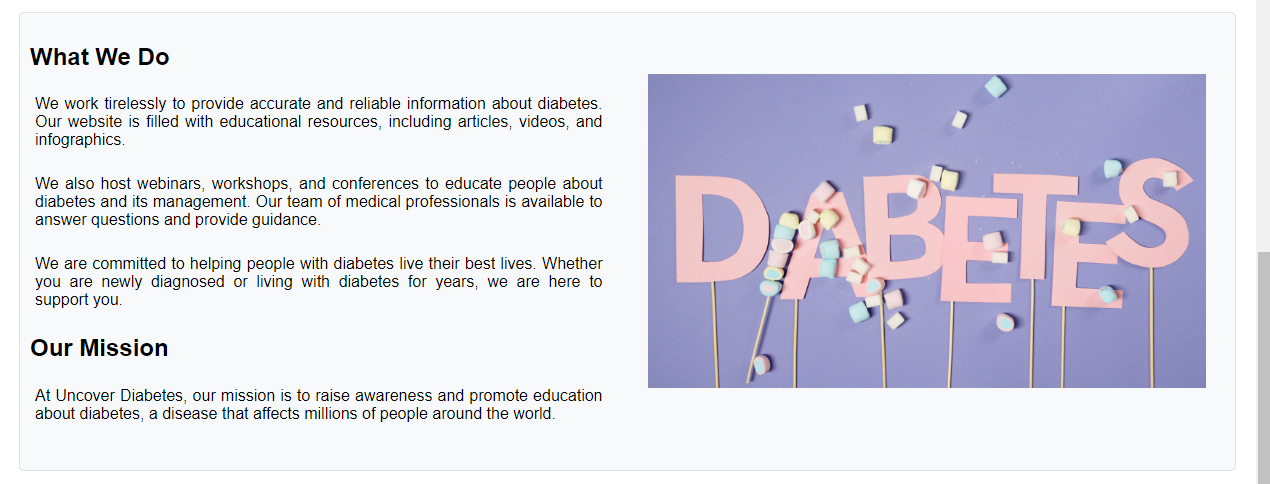 What We Do
We work tirelessly to provide accurate and reliable information about diabetes.
Our website is filled with educational resources, including articles, videos, and
infographics.
We also host webinars, workshops, and conferences to educate people about
diabetes and its management. Our team of medical professionals is available to
answer questions and provide guidance.
We are committed to helping people with diabetes live their best lives. Whether
you are newly diagnosed or living with diabetes for years, we are here to
support you.
Our Mission
At Uncover Diabetes, our mission is to raise awareness and promote education
about diabetes, a disease that affects millions of people around the world.
DIABETES